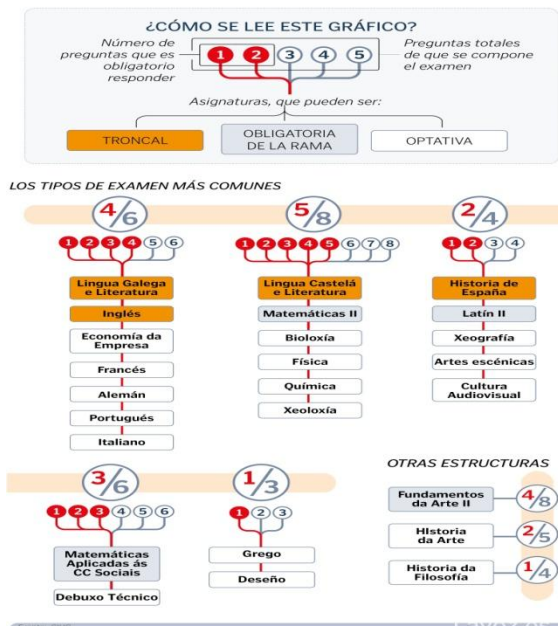 ¿CÓMO SE LEE ESTE GRÁFICO?
Número de
preguntas que es
obligatorio
responder
1 2 3 4 5
Preguntas totales
de que se compone
el examen
Asignaturas, que pueden ser:
TRONCAL
OBLIGATORIA
DE LA RAMA
OPTATIVA
LOS TIPOS DE EXAMEN MÁS COMUNES
4/6
1 2 3 4 5 6
Lingua Galega
e Literatura
Inglés
Economía da
Empresa
Francés
Alemán
Portugués
Italiano
5/8
1 2 3 4 5 6 7 8
Lingua Castelá
e Literatura
Matemáticas II
Bioloxía
Física
Química
Xeoloxía
2/4
1 2 3 4
Historia de
España
Latín II
Xeografía
Artes escénicas
Cultura
Audiovisual
3/6
1 2 3 4 5 6
Matemáticas
Aplicadas ás
CC Sociais
Debuxo Técnico
1/3
1 2 3
Grego
Deseño
OTRAS ESTRUCTURAS
Fundamentos
da Arte II
4/8
HIstoria
da Arte
2/5
Historia da
Filosofía
1/4